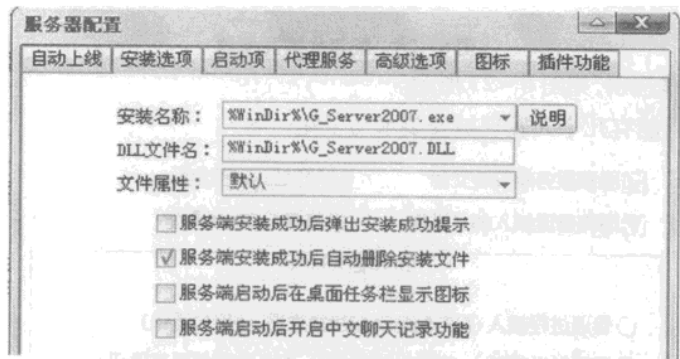 服务器配置
自动上线 安装选项 启动项 代理服务 高级选项 图标 插件功能
安装名称： %WinDir%\G_Server2007.exe 说明
DLL文件名： %WinDir%\G_Server2007.DLL
文件属性： 默认
服务端安装成功后弹出安装成功提示
服务端安装成功后自动删除安装文件
服务端启动后在桌面任务栏显示图标
服务端启动后开启中文聊天记录功能